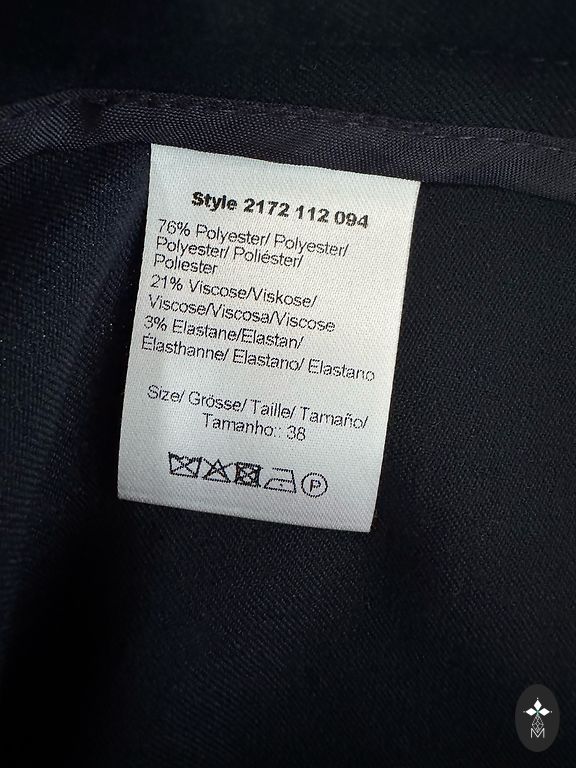 Style 2172 112 094
76% Polyester/ Polyester/
Polyester/ Poliéster/
Poliester
21% Viscose/Viskose/
Viscose/Viscosa/Viscose
3% Elastane/Elastan/
Élasthanne/ Elastano/ Elastano
Size/ Grösse/ Taille/ Tamaño/
Tamanho:: 38
P
M